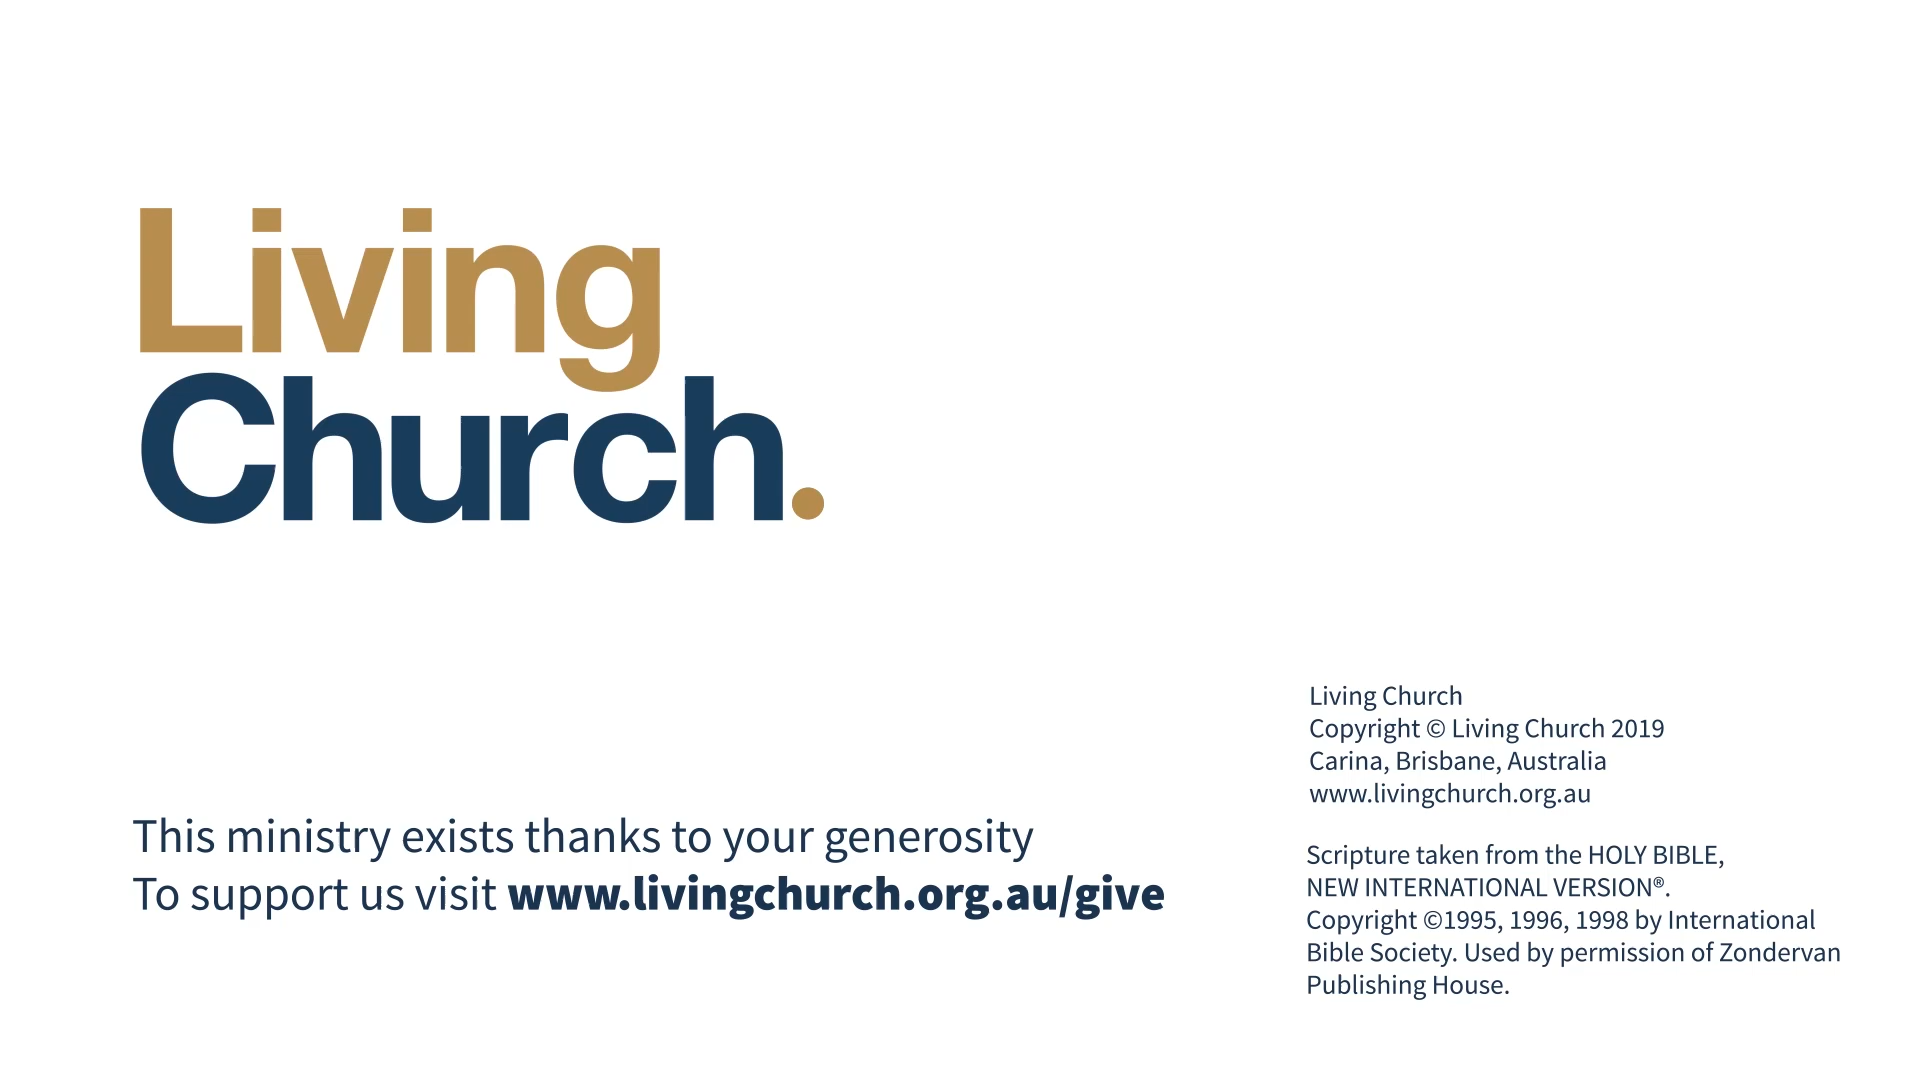 Living
Church.
This ministry exists thanks to your generosity
To support us visit www.livingchurch.org.au/give
Living Church
Copyright © Living Church 2019
Carina, Brisbane, Australia
www.livingchurch.org.au
Scripture taken from the HOLY BIBLE,
NEW INTERNATIONAL VERSION®.
Copyright ©1995, 1996, 1998 by International
Bible Society. Used by permission of Zondervan
Publishing House.